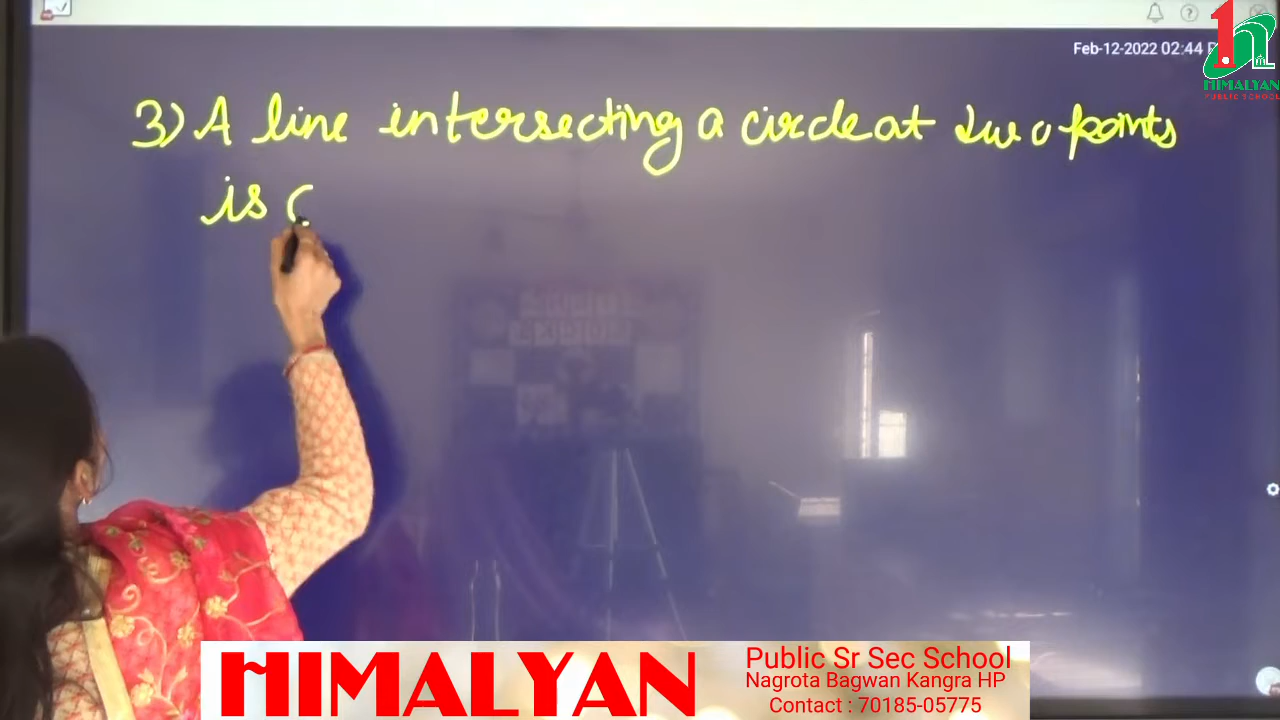 Feb-12-2022 02:44
HIMALYAN
PUBLIC SCHOOL
3) A line intersecting a circle at two points
is
HIMALYAN
Public Sr Sec School
Nagrota Bagwan Kangra HP
Contact : 70185-05775